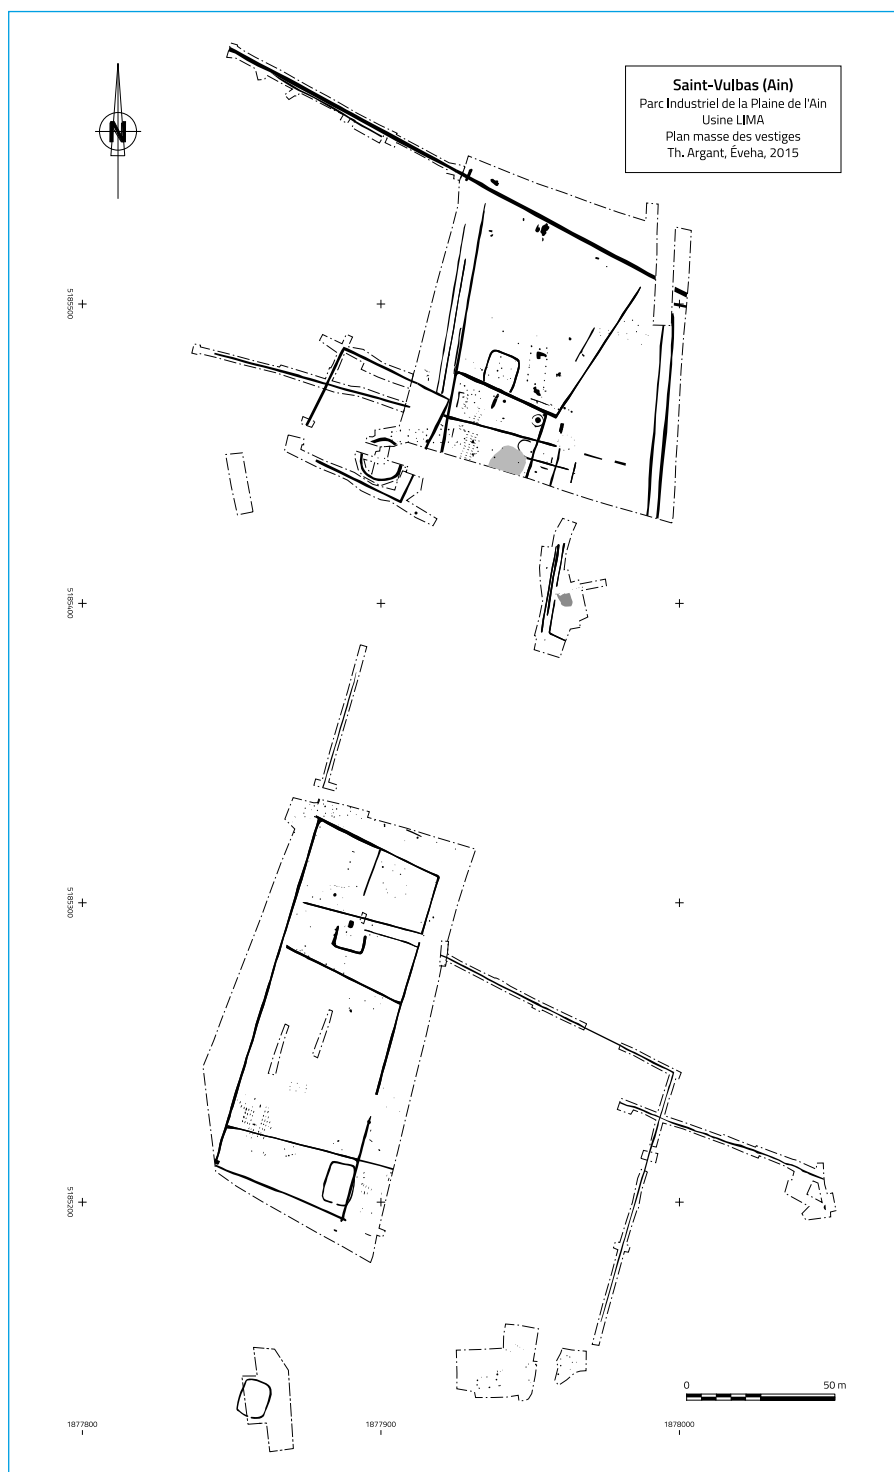 N
Saint-Vulbas (Ain)
Parc Industriel de la Plaine de l'Ain
Usine LIMA
Plan masse des vestiges
Th. Argant, Éveha, 2015
5185500
5185400
5185300
5185200
0 50 m
1877800 1877900 1878000